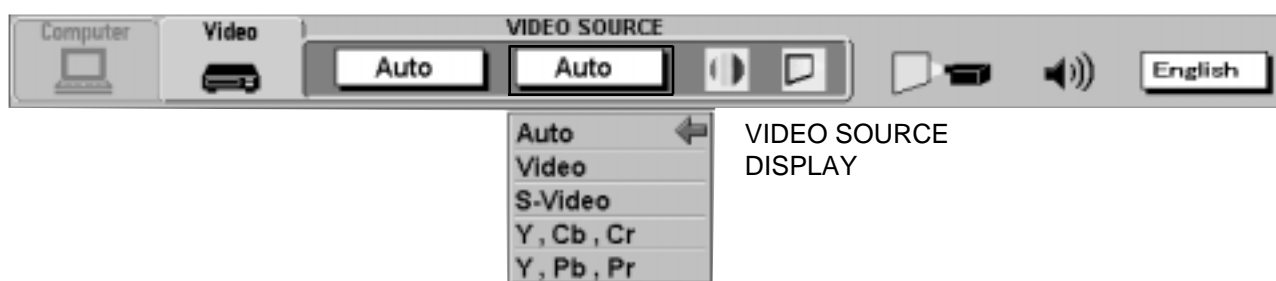 Computer Video VIDEO SOURCE
Auto Auto English
Auto
Video
S-Video
Y , Cb , Cr
Y , Pb , Pr
VIDEO SOURCE
DISPLAY